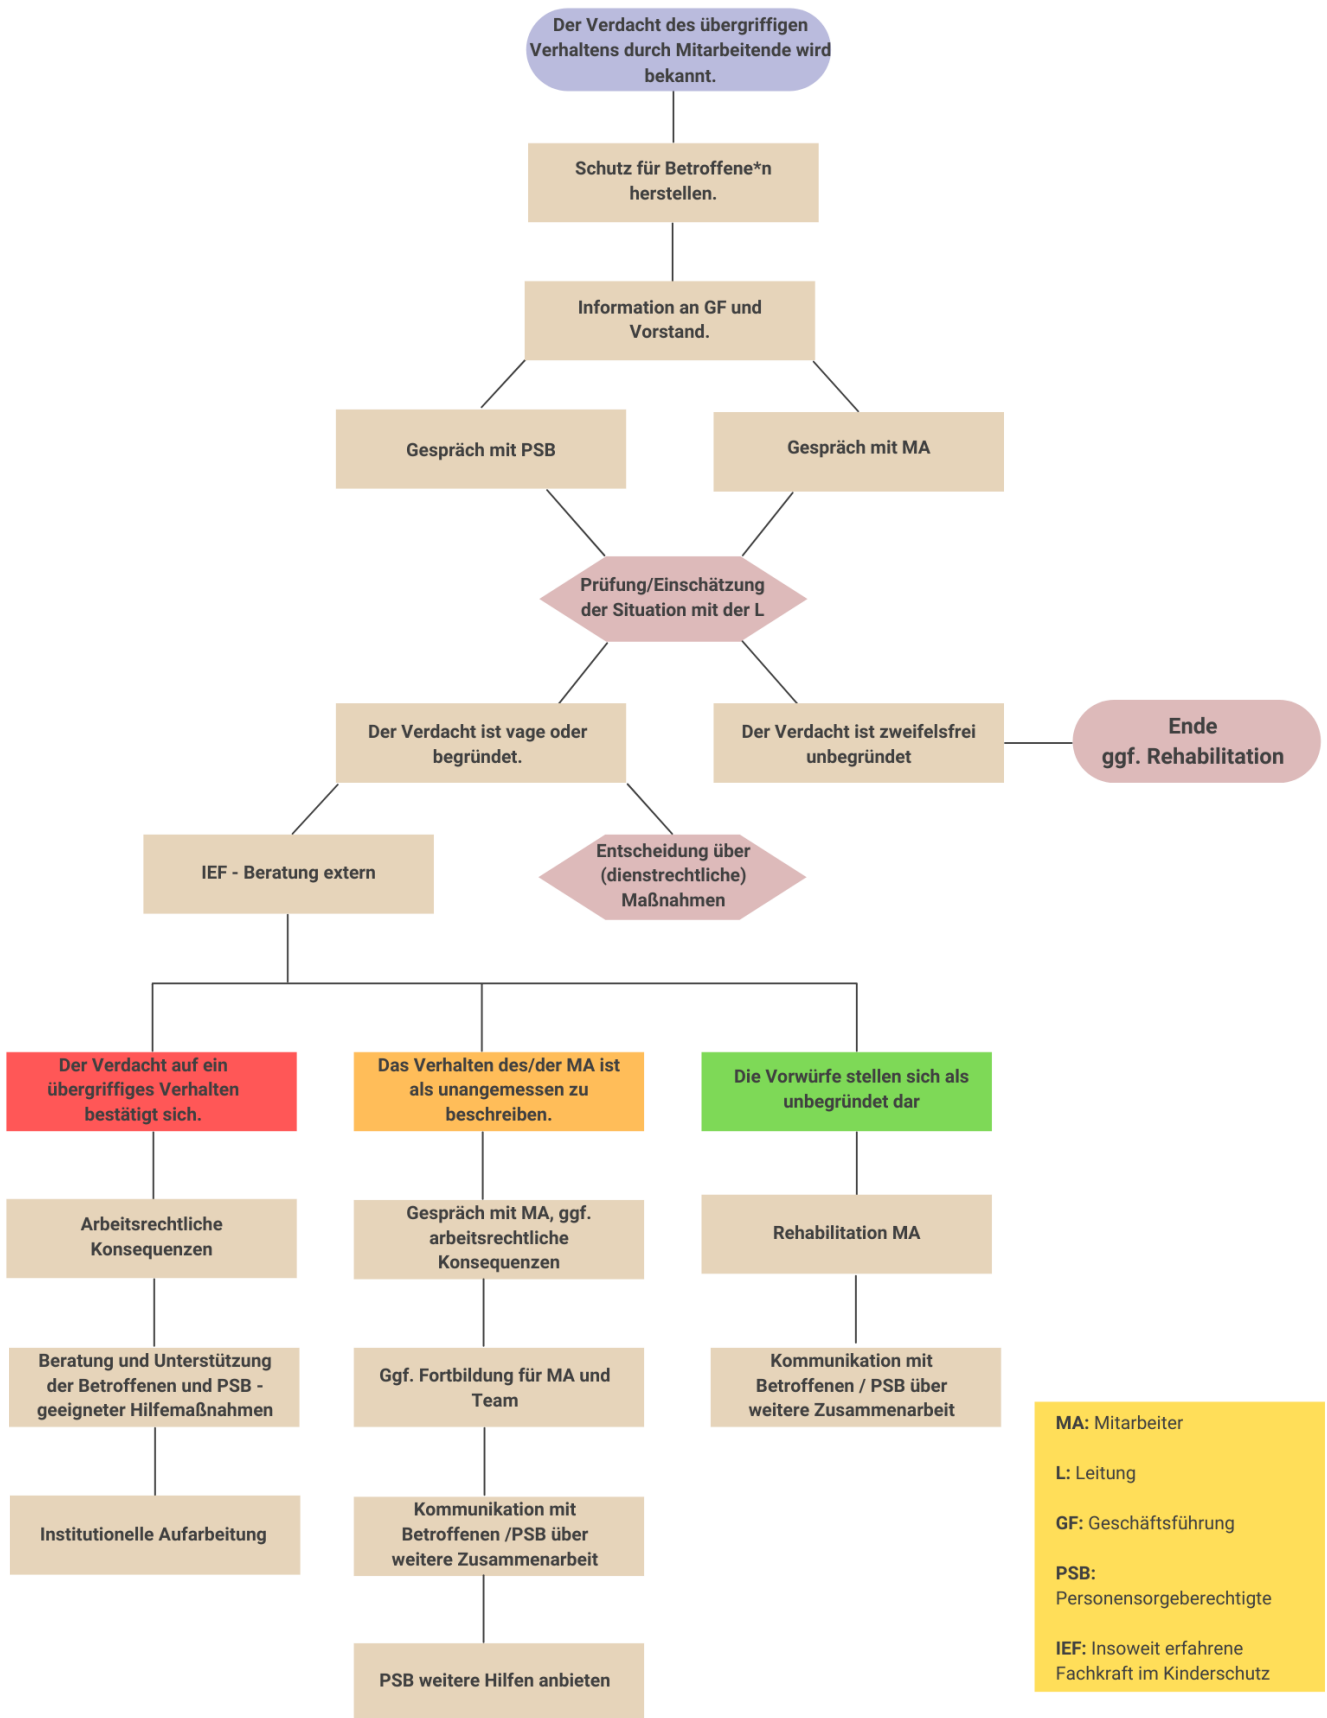 Der Verdacht des übergriffigen
Verhaltens durch Mitarbeitende wird
bekannt.
Schutz für Betroffene*n
herstellen.
Information an GF und
Vorstand.
Gespräch mit PSB
Gespräch mit MA
Prüfung/Einschätzung
der Situation mit der L
Der Verdacht ist vage oder
begründet.
Der Verdacht ist zweifelsfrei
unbegründet
Ende
ggf. Rehabilitation
IEF - Beratung extern
Entscheidung über
(dienstrechtliche)
Maßnahmen
Der Verdacht auf ein
übergriffiges Verhalten
bestätigt sich.
Das Verhalten des/der MA ist
als unangemessen zu
beschreiben.
Die Vorwürfe stellen sich als
unbegründet dar
Arbeitsrechtliche
Konsequenzen
Gespräch mit MA, ggf.
arbeitsrechtliche
Konsequenzen
Rehabilitation MA
Beratung und Unterstützung
der Betroffenen und PSB -
geeigneter Hilfemaßnahmen
Ggf. Fortbildung für MA und
Team
Kommunikation mit
Betroffenen / PSB über
weitere Zusammenarbeit
Institutionelle Aufarbeitung
Kommunikation mit
Betroffenen /PSB über
weitere Zusammenarbeit
PSB weitere Hilfen anbieten
MA: Mitarbeiter
L: Leitung
GF: Geschäftsführung
PSB:
Personensorgeberechtigte
IEF: Insoweit erfahrene
Fachkraft im Kinderschutz